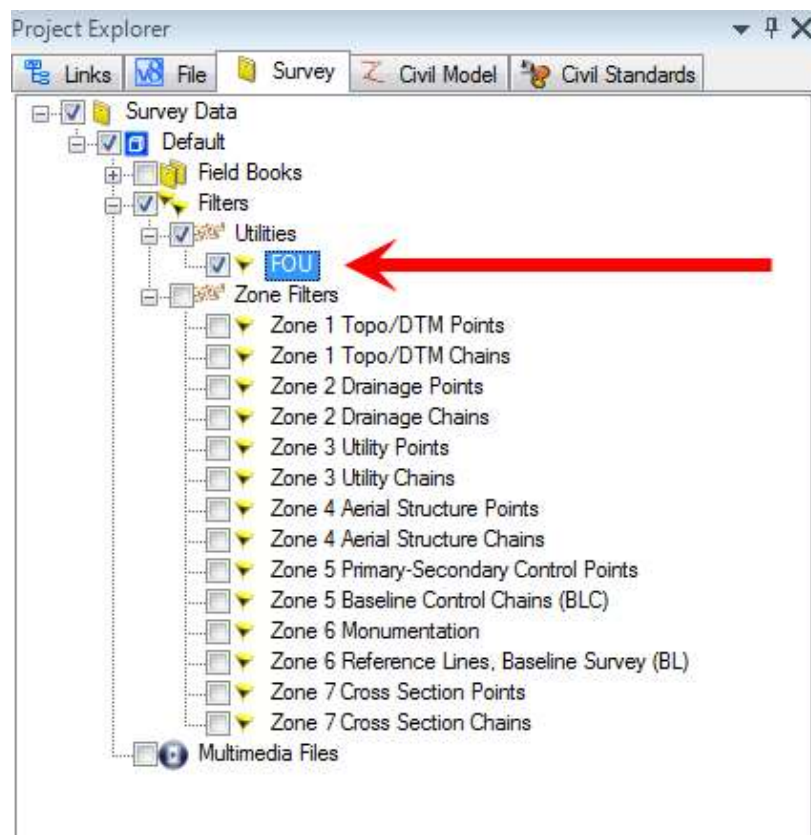 Project Explorer
Links File Survey Civil Model Civil Standards
Survey Data
Default
Field Books
Filters
Utilities
FOU
Zone Filters
Zone 1 Topo/DTM Points
Zone 1 Topo/DTM Chains
Zone 2 Drainage Points
Zone 2 Drainage Chains
Zone 3 Utility Points
Zone 3 Utility Chains
Zone 4 Aerial Structure Points
Zone 4 Aerial Structure Chains
Zone 5 Primary-Secondary Control Points
Zone 5 Baseline Control Chains (BLC)
Zone 6 Monumentation
Zone 6 Reference Lines, Baseline Survey (BL)
Zone 7 Cross Section Points
Zone 7 Cross Section Chains
Multimedia Files